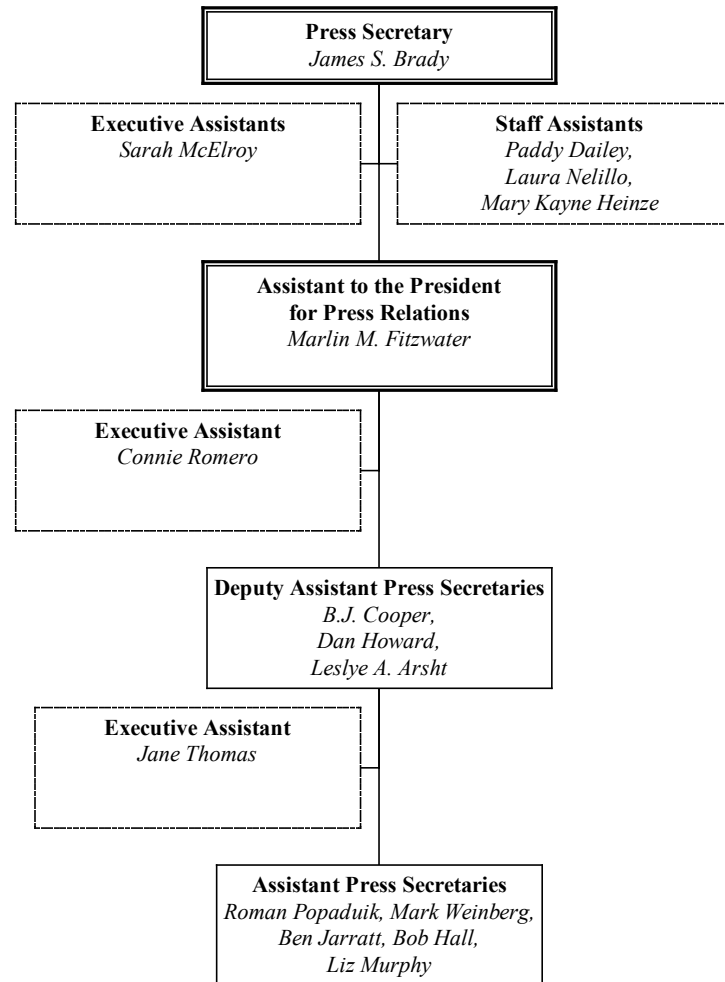 Press Secretary
James S. Brady
Executive Assistants
Sarah McElroy
Staff Assistants
Paddy Dailey,
Laura Nelillo,
Mary Kayne Heinze
Assistant to the President
for Press Relations
Marlin M. Fitzwater
Executive Assistant
Connie Romero
Deputy Assistant Press Secretaries
B.J. Cooper,
Dan Howard,
Leslye A. Arsht
Executive Assistant
Jane Thomas
Assistant Press Secretaries
Roman Popaduik, Mark Weinberg,
Ben Jarratt, Bob Hall,
Liz Murphy